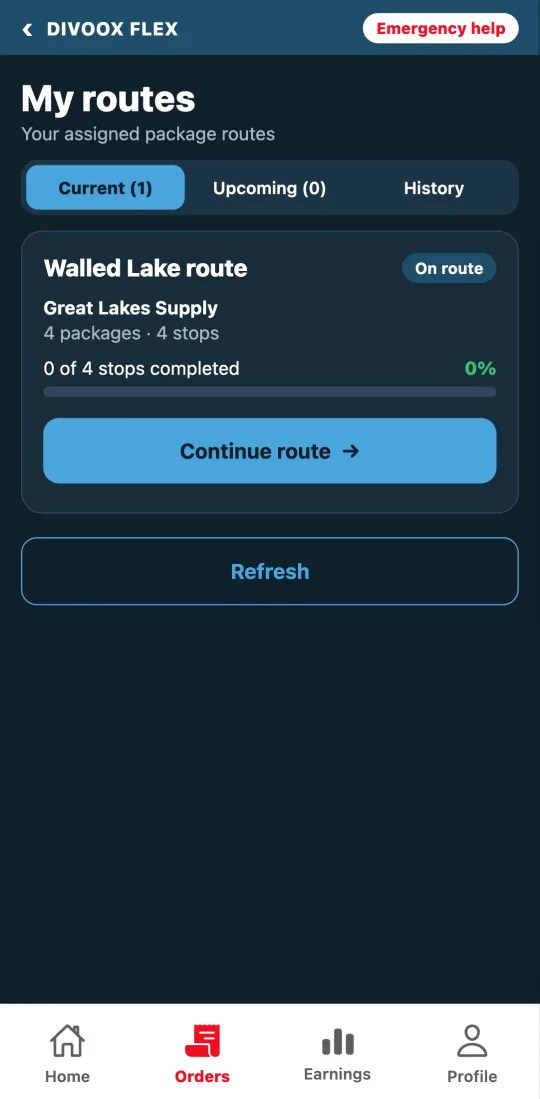 ‹ DIVOOX FLEX Emergency help
My routes
Your assigned package routes
Current (1) Upcoming (0) History
Walled Lake route On route
Great Lakes Supply
4 packages · 4 stops
0 of 4 stops completed 0%
Continue route →
Refresh
Home Orders Earnings Profile